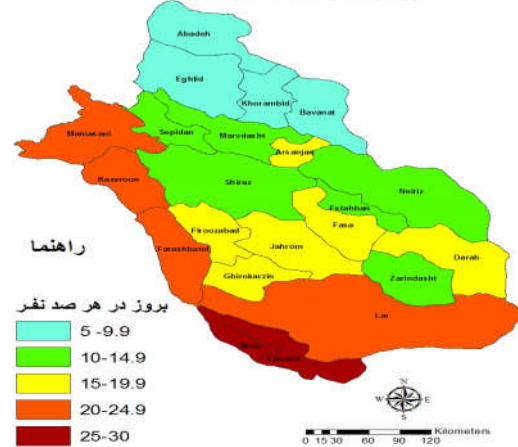 Abadeh
Eghlid
Khorambid
Bavanat
Mamasani
Sepidan
Marvdasht
Arsanjan
Kazeroon
Shiraz
Neiriz
Estahban
Firoozabad
Fasa
Farashband
Jahrom
Darab
Ghirokarzin
Zarindasht
Lar
Lamerd
راهنما
بروز در هر صد نفر
5 -9.9
10-14.9
15-19.9
20-24.9
25-30
N
W E
S
Kilometers
0 15 30 60 90 120